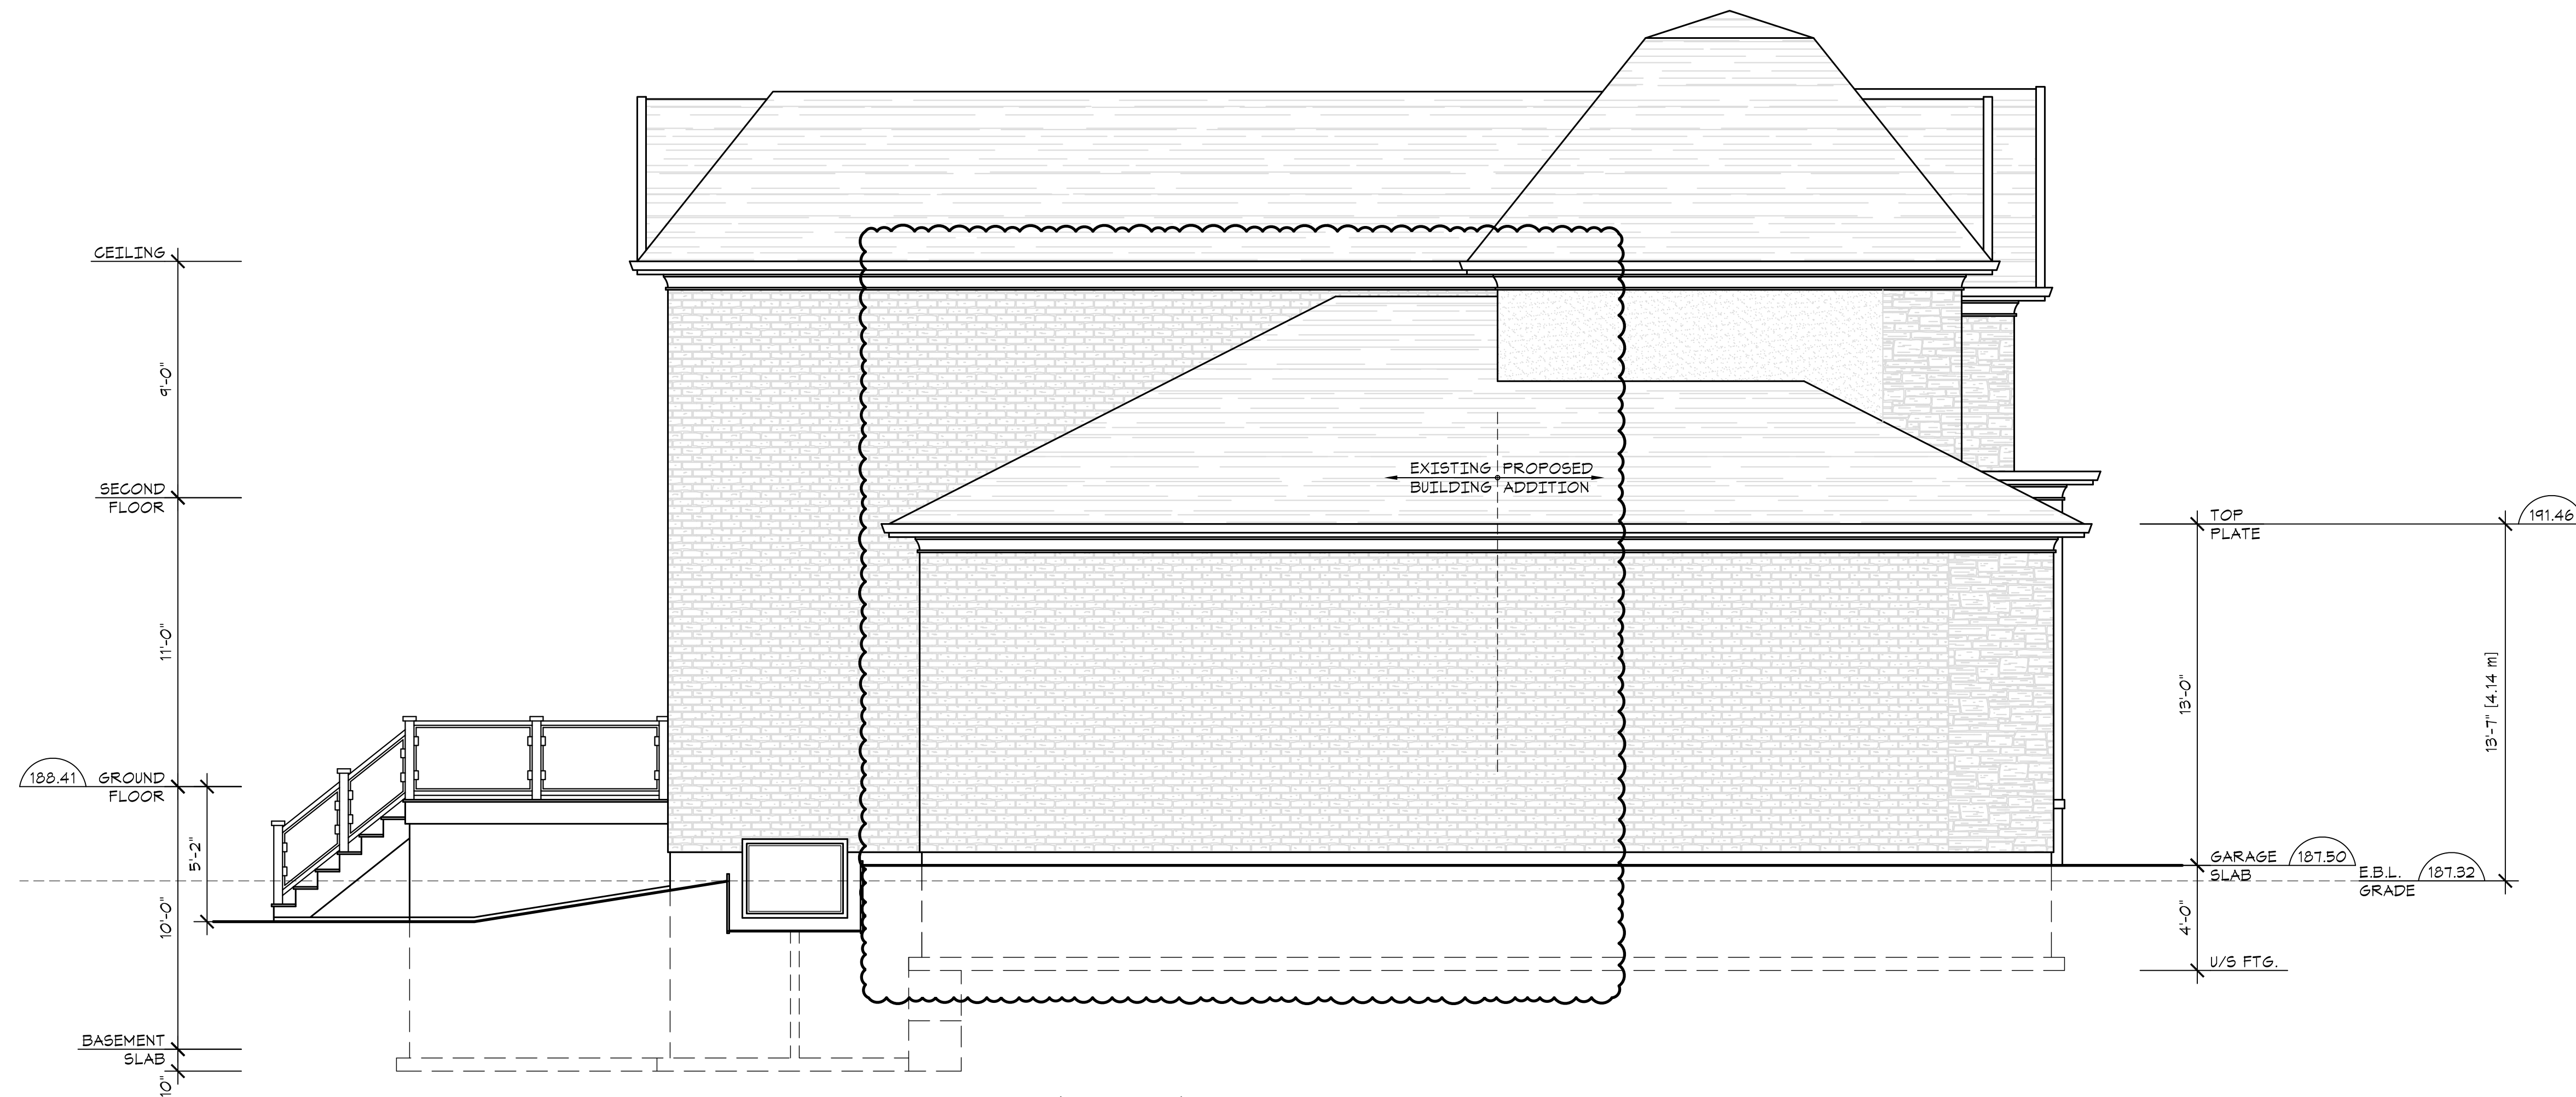 CEILING
9'-0"
SECOND
FLOOR
11'-0"
188.41
GROUND
FLOOR
5'-2"
10'-0"
BASEMENT
SLAB
10"
EXISTING PROPOSED
BUILDING ADDITION
TOP
PLATE
191.46
13'-0"
13'-7" [4.14 m]
GARAGE
SLAB
187.50
E.B.L.
GRADE
187.32
4'-0"
U/S FTG.